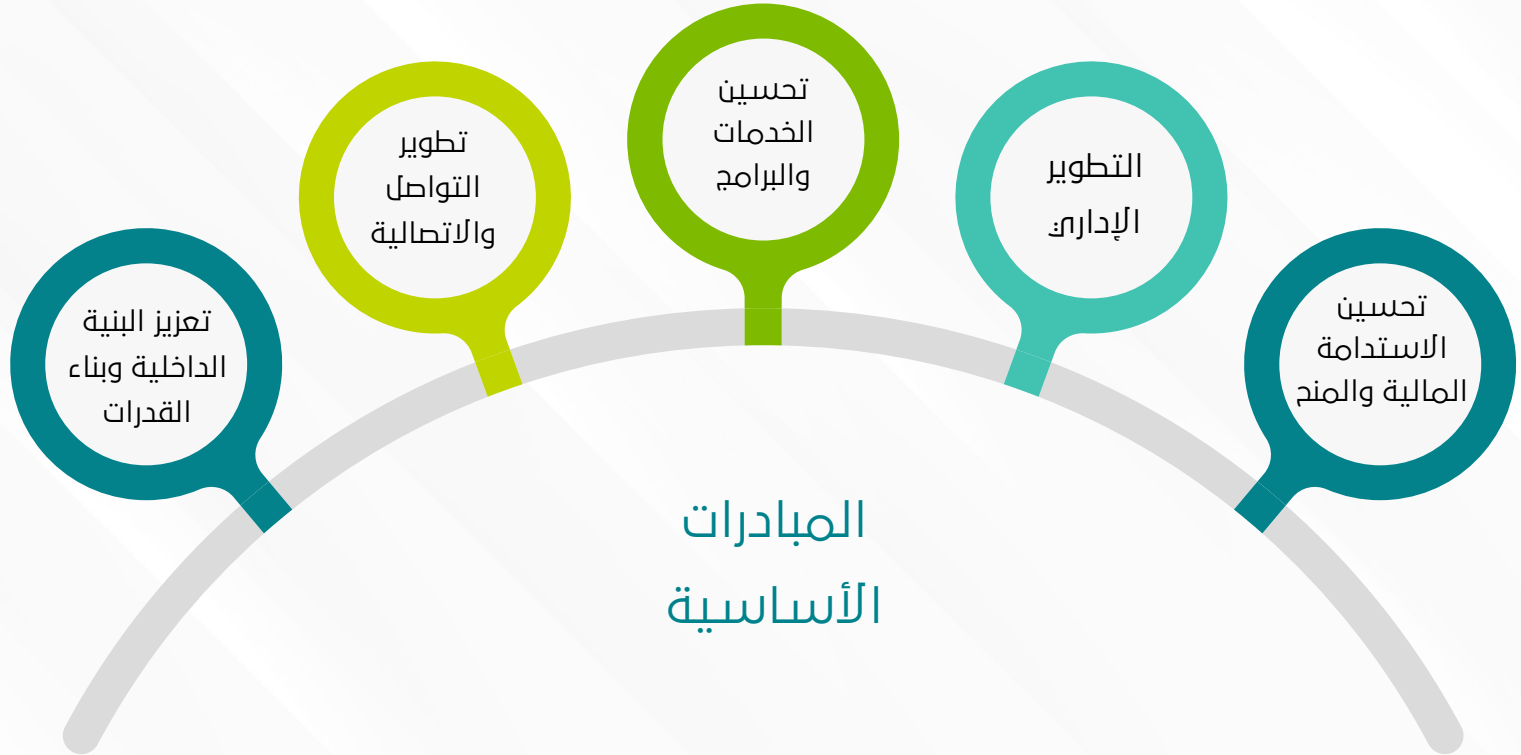 تحسين
الاستدامة
المالية والمنح
التطوير
الإداري
تحسين
الخدمات
والبرامج
تطوير
التواصل
والاتصالية
تعزيز البنية
الداخلية وبناء
القدرات
المبادرات
الأساسية